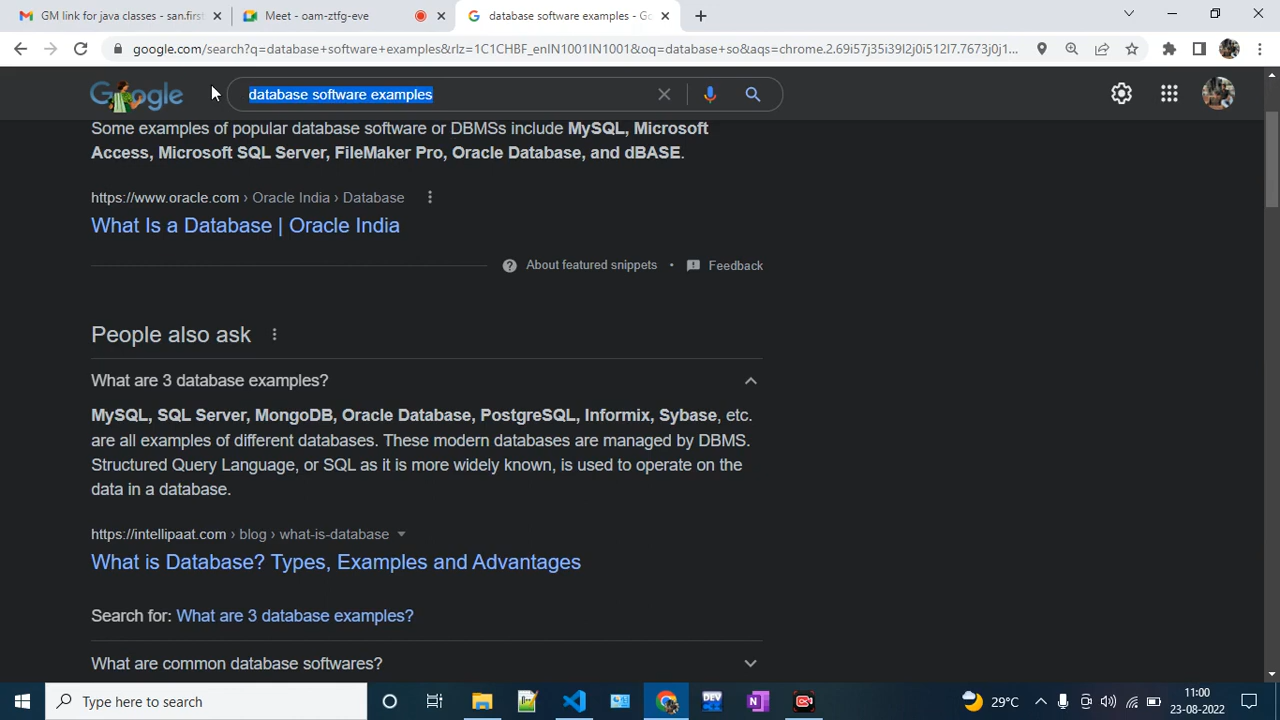 GM link for java classes - san.first
Meet - oam-ztfg-eve
database software examples - Go
google.com/search?q=database+software+examples&rlz=1C1CHBF_enIN1001IN1001&oq=database+so&aqs=chrome.2.69i57j35i39l2j0i512l7.7673j0j1...
Google
database software examples
Some examples of popular database software or DBMSs include MySQL, Microsoft
Access, Microsoft SQL Server, FileMaker Pro, Oracle Database, and dBASE.
https://www.oracle.com › Oracle India › Database
What Is a Database | Oracle India
About featured snippets • Feedback
People also ask
What are 3 database examples?
MySQL, SQL Server, MongoDB, Oracle Database, PostgreSQL, Informix, Sybase, etc.
are all examples of different databases. These modern databases are managed by DBMS.
Structured Query Language, or SQL as it is more widely known, is used to operate on the
data in a database.
https://intellipaat.com › blog › what-is-database
What is Database? Types, Examples and Advantages
Search for: What are 3 database examples?
What are common database softwares?
Type here to search
DEV
29°C
11:00
23-08-2022